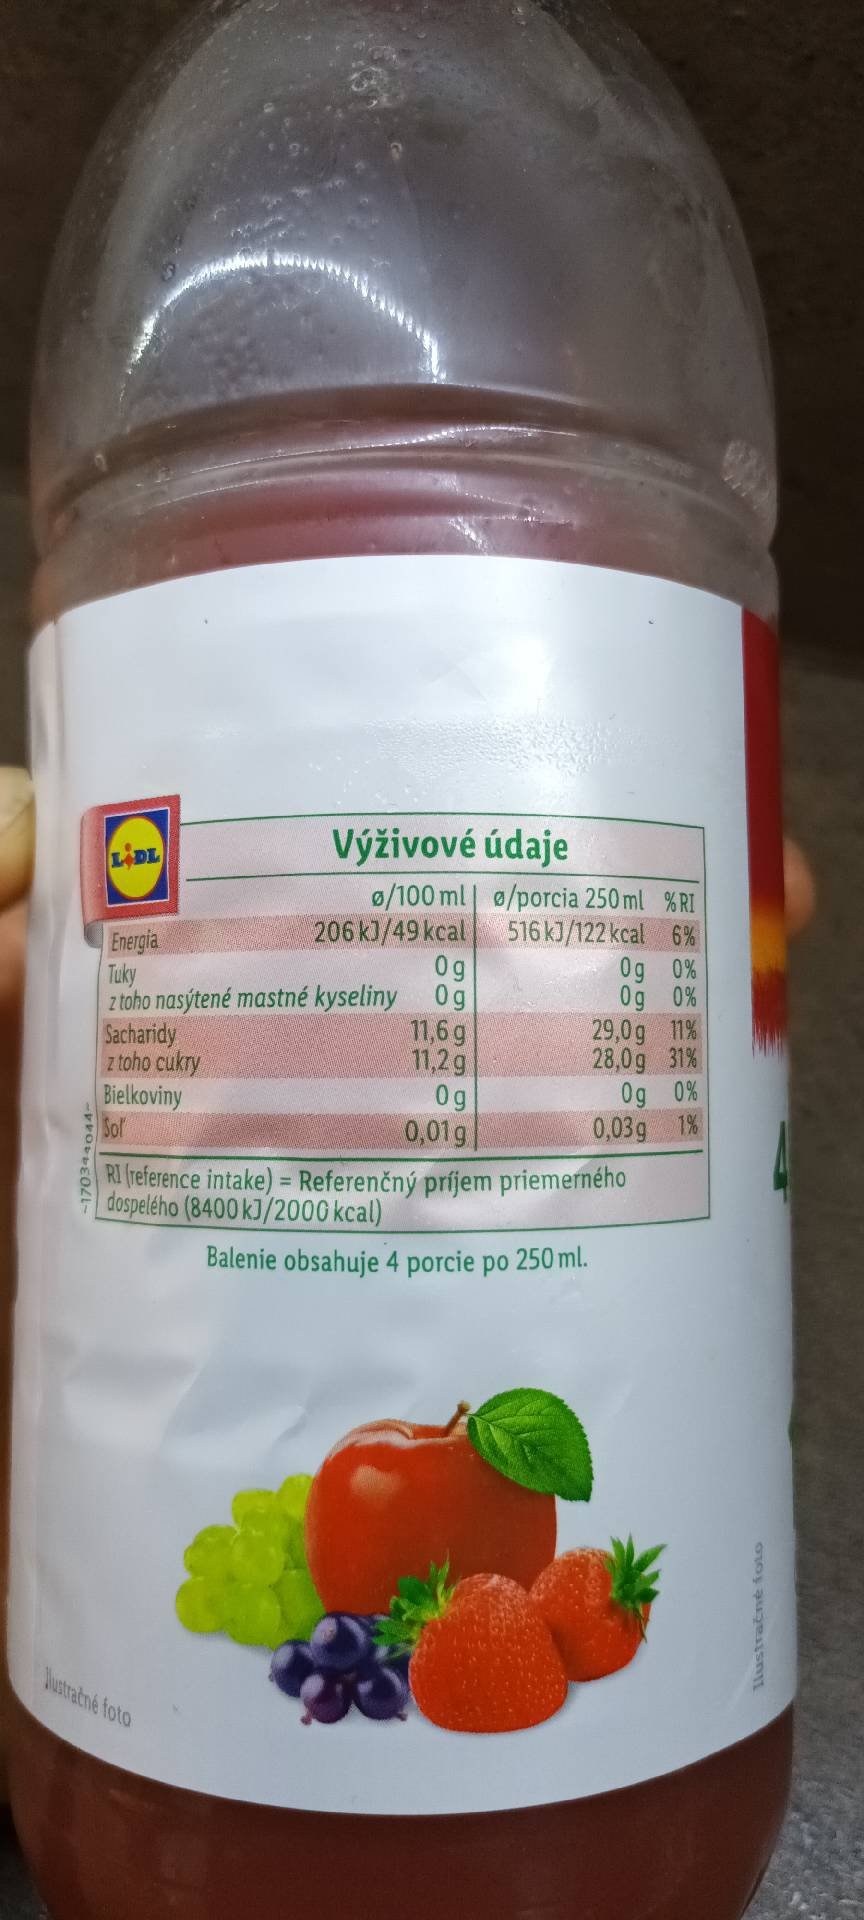 LIDL
Výživové údaje
ø/100 ml ø/porcia 250 ml % RI
Energia 206 kJ/49 kcal 516 kJ/122 kcal 6%
Tuky 0 g 0 g 0%
z toho nasýtené mastné kyseliny 0 g 0 g 0%
Sacharidy 11,6 g 29,0 g 11%
z toho cukry 11,2 g 28,0 g 31%
Bielkoviny 0 g 0 g 0%
Soľ 0,01 g 0,03 g 1%
RI (reference intake) = Referenčný príjem priemerného
dospelého (8400 kJ/2000 kcal)
-170344044-
Balenie obsahuje 4 porcie po 250 ml.
4
Ilustračné foto
Ilustračné foto